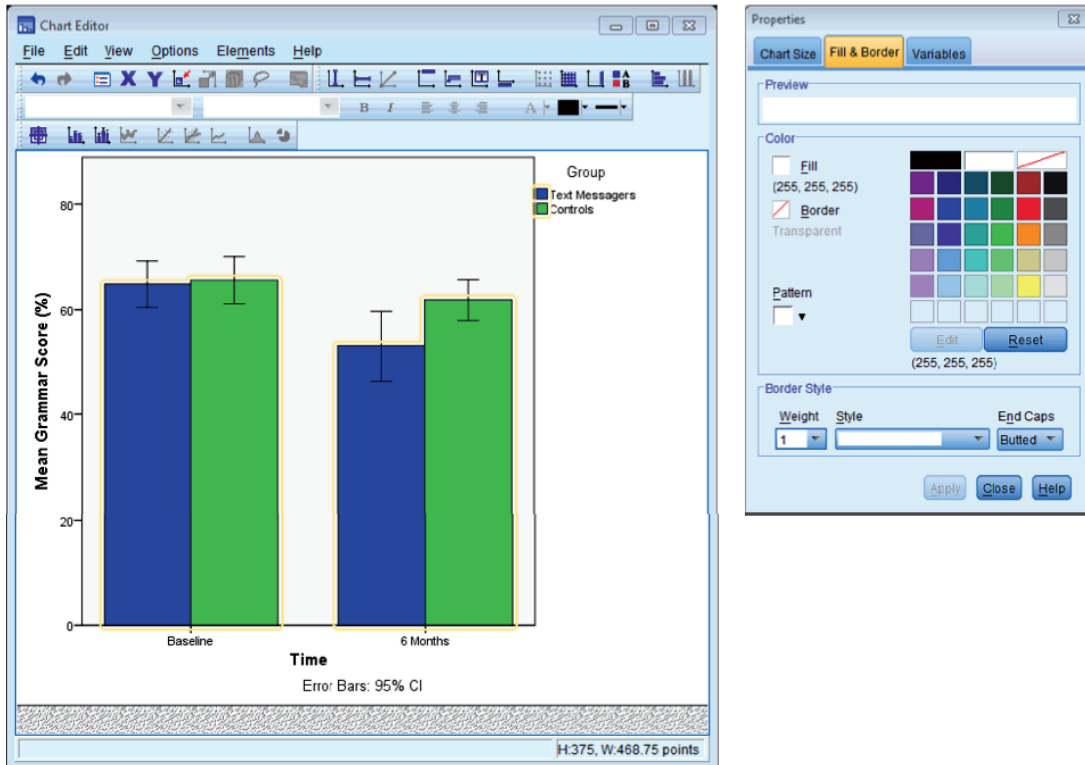 Chart Editor
File Edit View Options Elements Help
X Y
B I A
Group
Text Messagers
Controls
Mean Grammar Score (%)
80
60
40
20
0
Baseline 6 Months
Time
Error Bars: 95% CI
H:375, W:468.75 points
Properties
Chart Size Fill & Border Variables
Preview
Color
Fill
(255, 255, 255)
Border
Transparent
Pattern
Edit Reset
(255, 255, 255)
Border Style
Weight Style End Caps
1 Butted
Apply Close Help